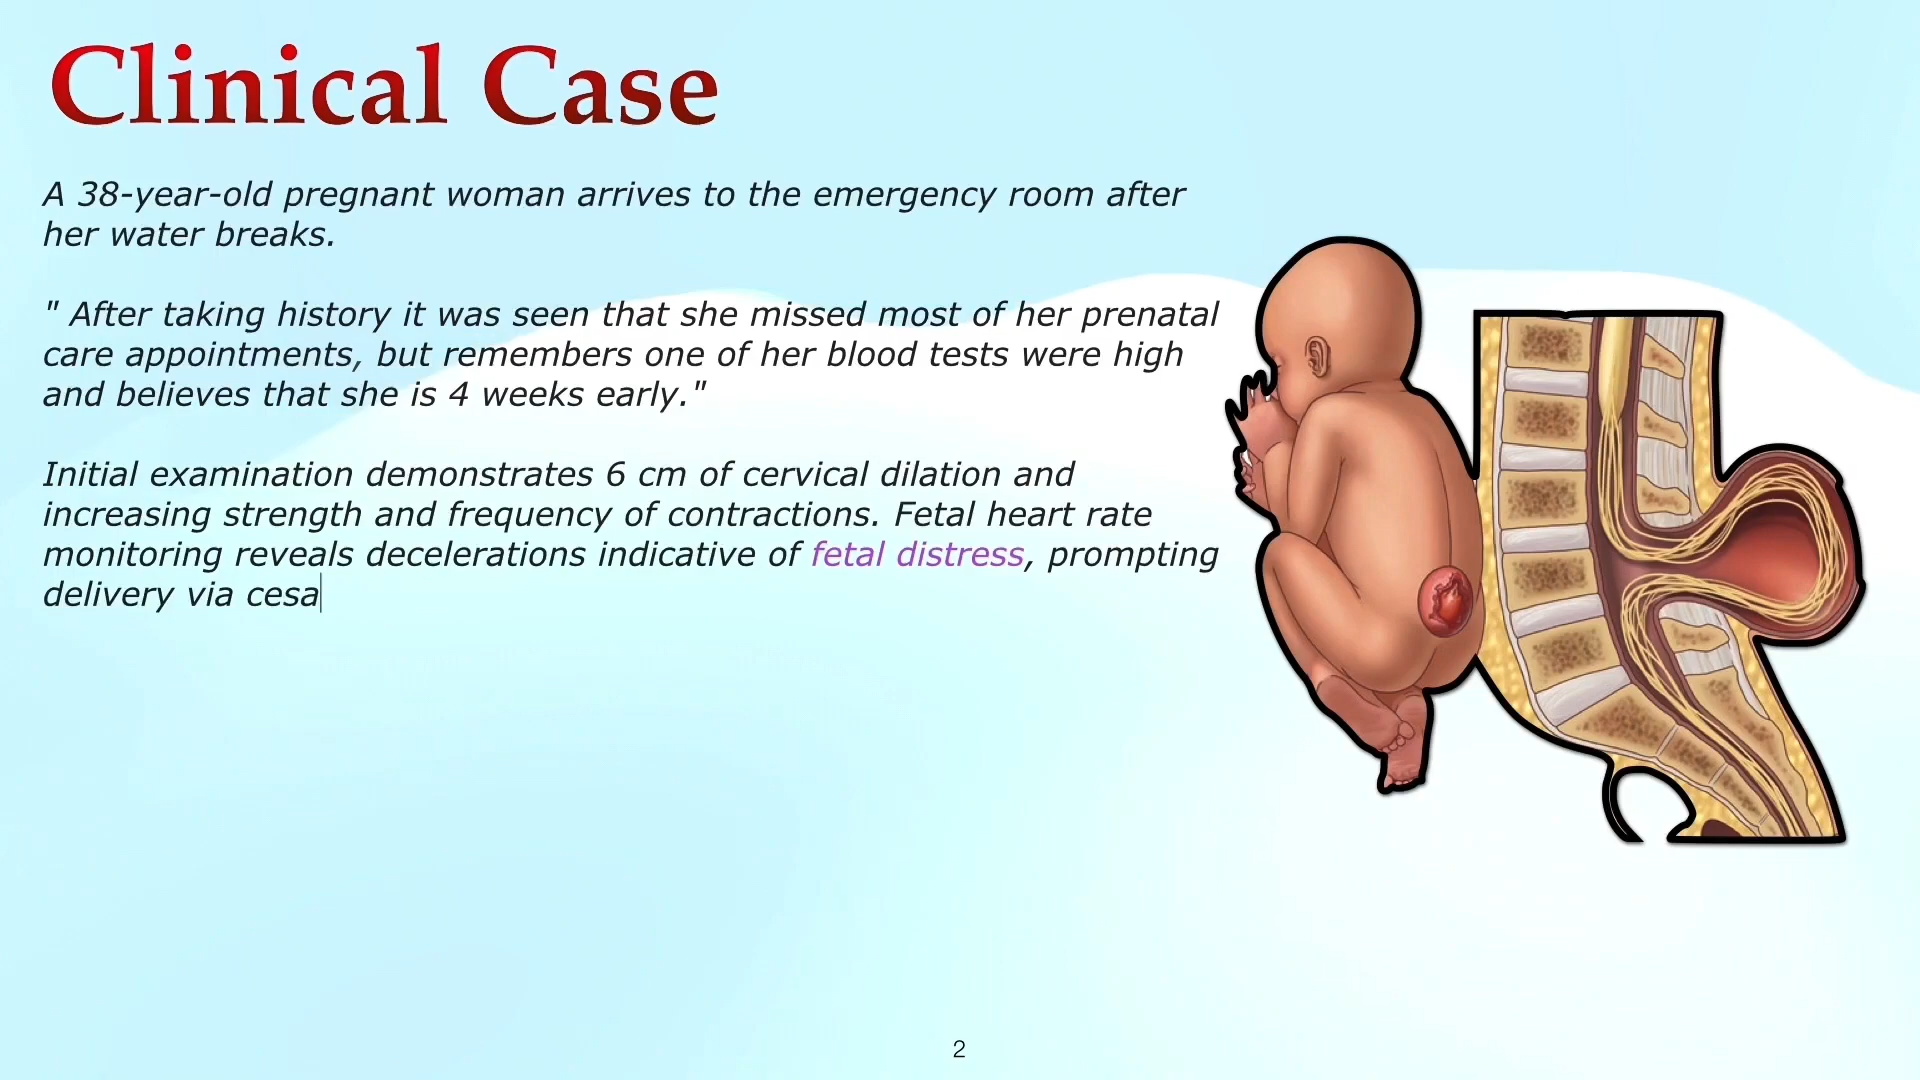 Clinical Case
A 38-year-old pregnant woman arrives to the emergency room after
her water breaks.
" After taking history it was seen that she missed most of her prenatal
care appointments, but remembers one of her blood tests were high
and believes that she is 4 weeks early."
Initial examination demonstrates 6 cm of cervical dilation and
increasing strength and frequency of contractions. Fetal heart rate
monitoring reveals decelerations indicative of fetal distress, prompting
delivery via cesa
2